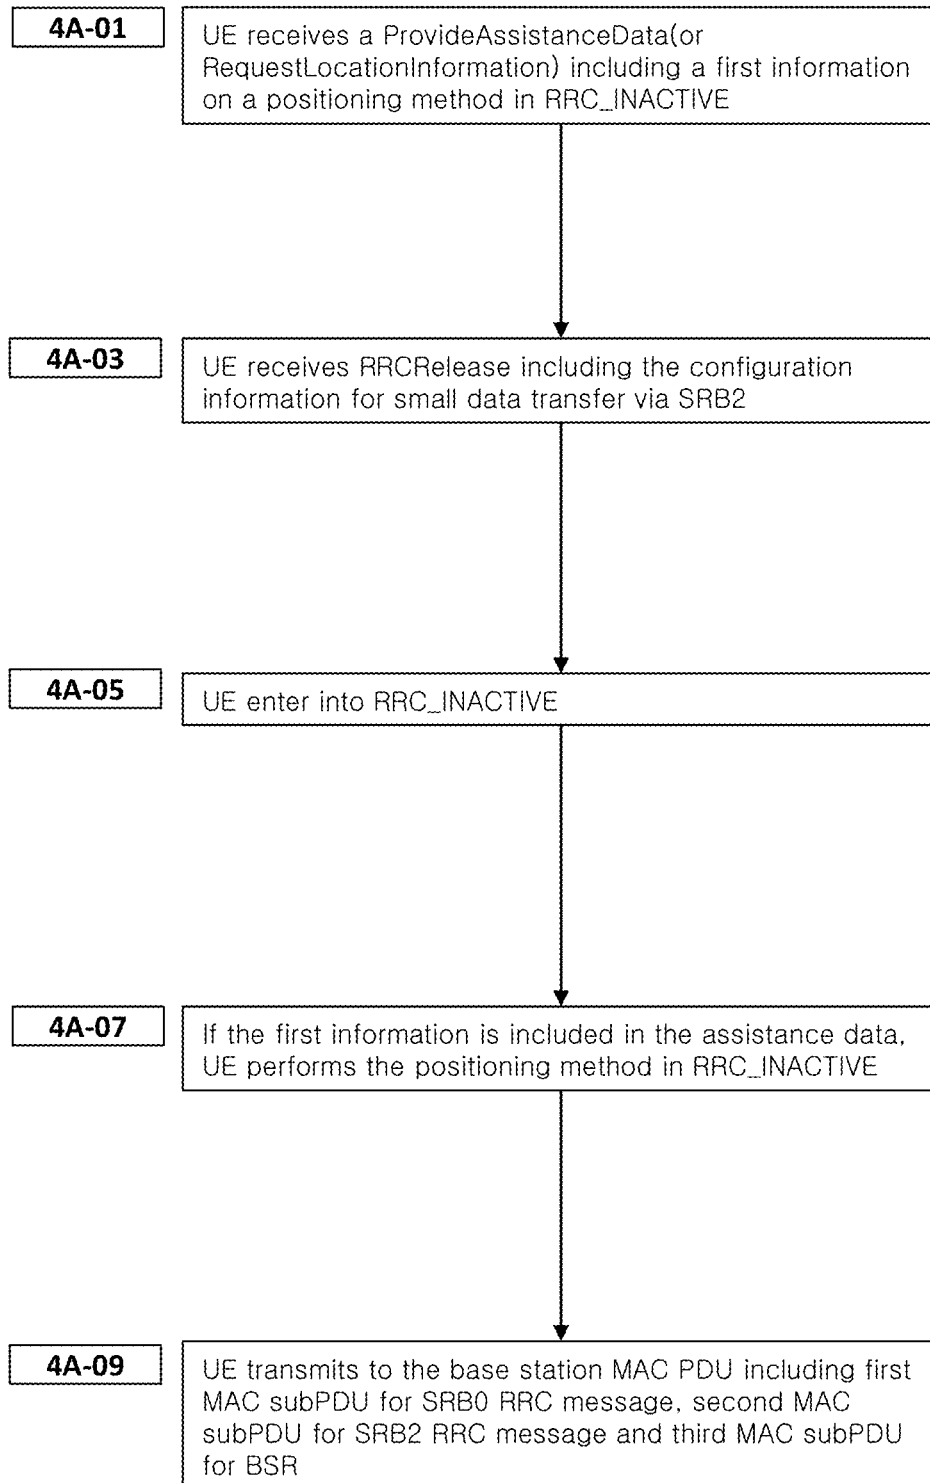 4A-01
UE receives a ProvideAssistanceData(or
RequestLocationInformation) including a first information
on a positioning method in RRC_INACTIVE
4A-03
UE receives RRCRelease including the configuration
information for small data transfer via SRB2
4A-05
UE enter into RRC_INACTIVE
4A-07
If the first information is included in the assistance data,
UE performs the positioning method in RRC_INACTIVE
4A-09
UE transmits to the base station MAC PDU including first
MAC subPDU for SRB0 RRC message, second MAC
subPDU for SRB2 RRC message and third MAC subPDU
for BSR